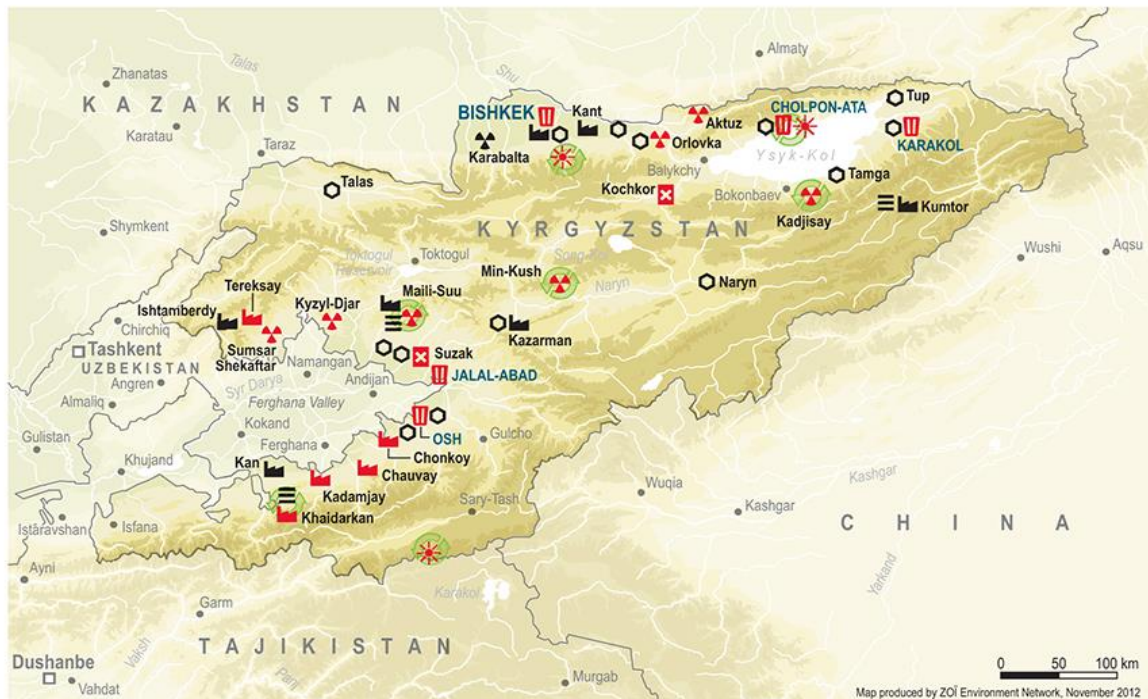 Almaty
Zhanatas
Talas
Shu
Tup
KAZAKHSTAN
BISHKEK
Kant
CHOLPON-ATA
Aktuz
Karatau
Karabalta
Orlovka
KARAKOL
Taraz
Balykchy
Ysyk-Kol
Talas
Kochkor
Bokonbaev
Tamga
Kadjisay
Kumtor
Shymkent
KYRGYZSTAN
Toktogul
Toktogul
Reservoir
Song-Kol
Wushi
Aqsu
Min-Kush
Naryn
Naryn
Tereksay
Ishtamberdy
Kyzyl-Djar
Maili-Suu
Chirchiq
Kazarman
Tashkent
Sumsar
Shekaftar
UZBEKISTAN
Namangan
Suzak
JALAL-ABAD
Angren
Syr Darya
Andijan
Almaliq
Ferghana Valley
Kokand
OSH
Gulcho
Gulistan
Ferghana
Chonkoy
Khujand
Kan
Chauvay
Kadamjay
Wuqia
Kashgar
Kashgar
Sary-Tash
Istaravshan
Isfana
Khaidarkan
CHINA
Ayni
Yarkand
Karakol
Garm
TAJIKISTAN
Vaksh
Dushanbe
Vahdat
Panj
Murgab
0 50 100 km
Map produced by ZOÏ Environment Network, November 2012